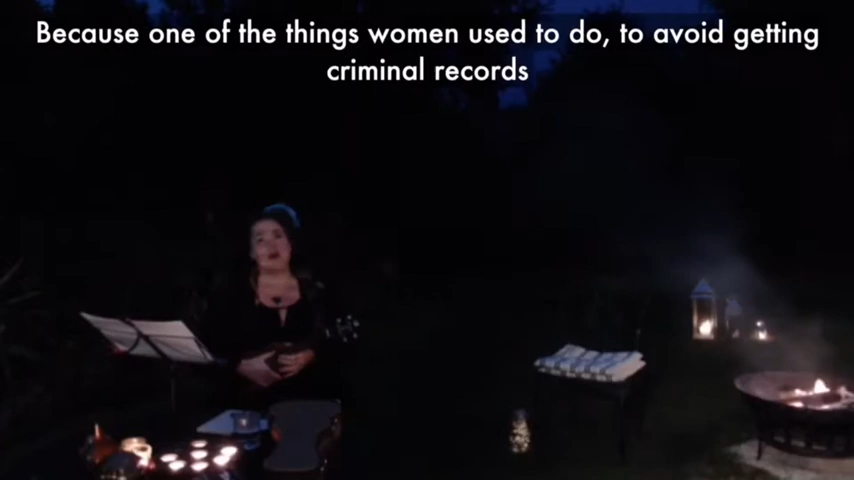 Because one of the things women used to do, to avoid getting
criminal records